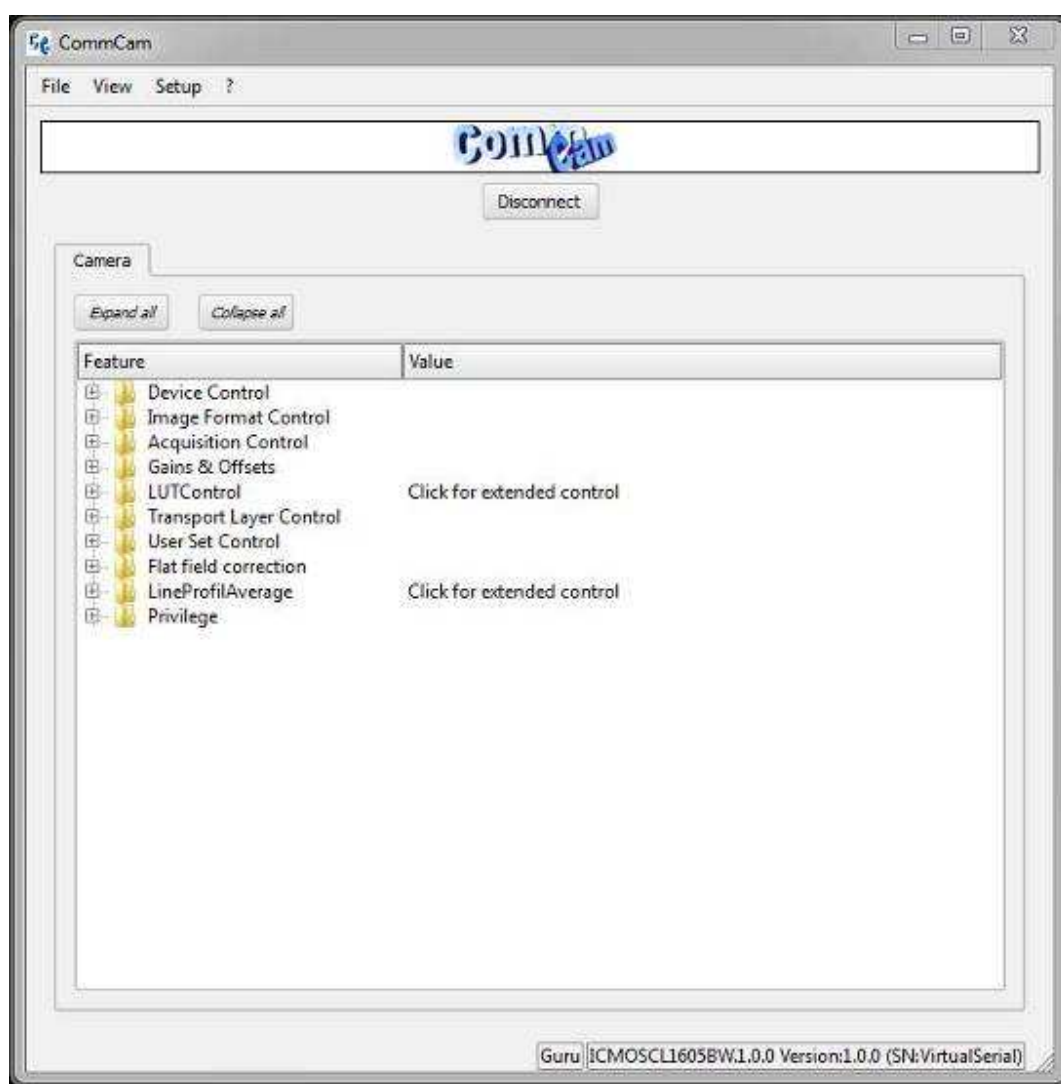 CommCam
File View Setup ?
CommCam
Disconnect
Camera
Expand all Collapse all
Feature Value
Device Control
Image Format Control
Acquisition Control
Gains & Offsets
LUTControl Click for extended control
Transport Layer Control
User Set Control
Flat field correction
LineProfilAverage Click for extended control
Privilege
Guru ICMOSCL1605BW.1.0.0 Version:1.0.0 (SN:VirtualSerial)